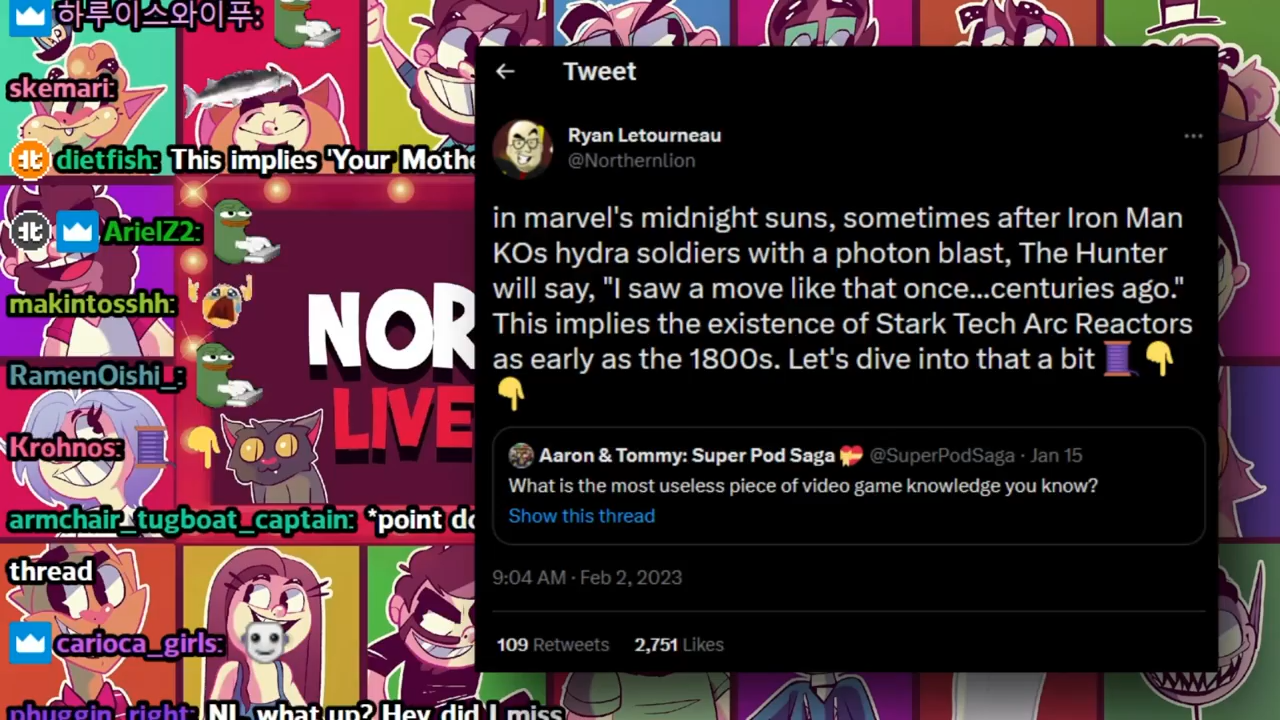 하루이스와이푸:
skemari:
dietfish: This implies 'Your Mothe
ArielZ2:
makintosshh:
RamenOishi_:
Krohnos:
armchair_tugboat_captain: *point do
thread
carioca_girls:
phuggin_right: NL what up? Hey did I miss
NOR
LIVE
Tweet
Ryan Letourneau
@Northernlion
in marvel's midnight suns, sometimes after Iron Man
KOs hydra soldiers with a photon blast, The Hunter
will say, "I saw a move like that once...centuries ago."
This implies the existence of Stark Tech Arc Reactors
as early as the 1800s. Let's dive into that a bit 🧵👇
👇
Aaron & Tommy: Super Pod Saga 💝 @SuperPodSaga · Jan 15
What is the most useless piece of video game knowledge you know?
Show this thread
9:04 AM · Feb 2, 2023
109 Retweets 2,751 Likes